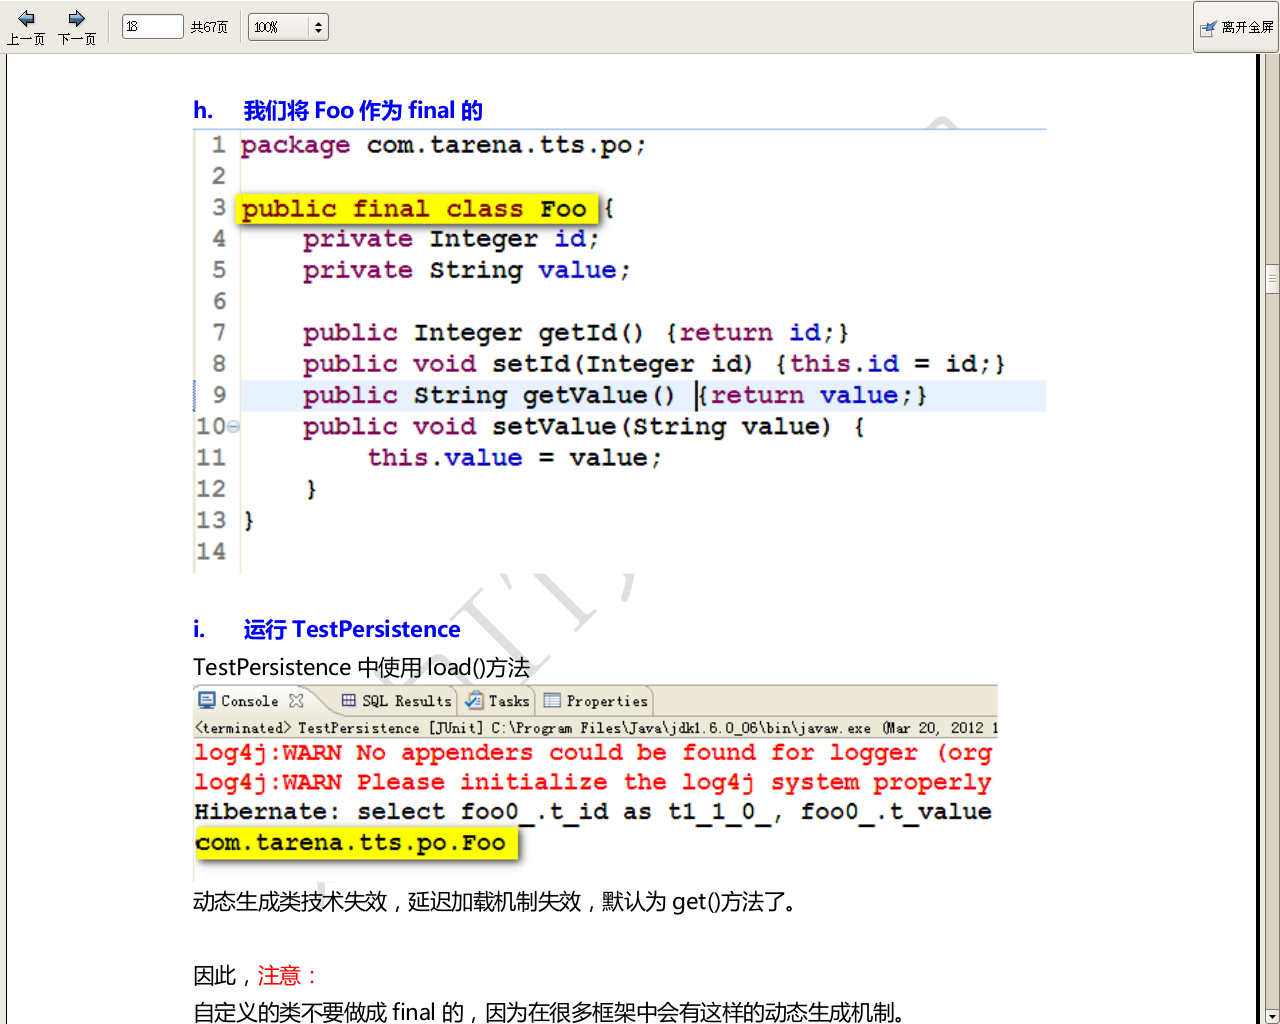 上一页 下一页 18 共67页 100% 离开全屏
h. 我们将 Foo 作为 final 的
1 package com.tarena.tts.po;
2
3 public final class Foo {
4 private Integer id;
5 private String value;
6
7 public Integer getId() {return id;}
8 public void setId(Integer id) {this.id = id;}
9 public String getValue() {return value;}
10 public void setValue(String value) {
11 this.value = value;
12 }
13 }
14
i. 运行 TestPersistence
TestPersistence 中使用 load()方法
Console SQL Results Tasks Properties
<terminated> TestPersistence [JUnit] C:\Program Files\Java\jdk1.6.0_06\bin\javaw.exe (Mar 20, 2012 1
log4j:WARN No appenders could be found for logger (org
log4j:WARN Please initialize the log4j system properly
Hibernate: select foo0_.t_id as t1_1_0_, foo0_.t_value
com.tarena.tts.po.Foo
动态生成类技术失效，延迟加载机制失效，默认为 get()方法了。
因此，注意：
自定义的类不要做成 final 的，因为在很多框架中会有这样的动态生成机制。